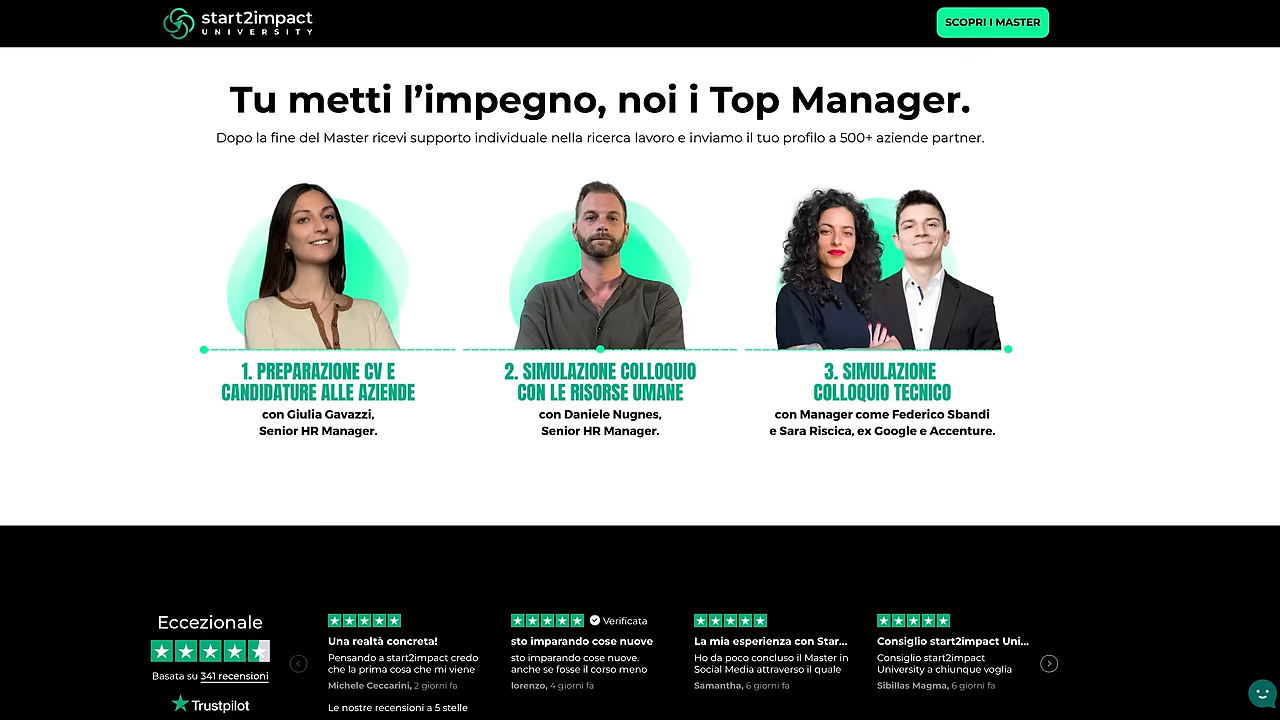 start2impact
UNIVERSITY
SCOPRI I MASTER
Tu metti l’impegno, noi i Top Manager.
Dopo la fine del Master ricevi supporto individuale nella ricerca lavoro e inviamo il tuo profilo a 500+ aziende partner.
1. PREPARAZIONE CV E
CANDIDATURE ALLE AZIENDE
con Giulia Gavazzi,
Senior HR Manager.
2. SIMULAZIONE COLLOQUIO
CON LE RISORSE UMANE
con Daniele Nugnes,
Senior HR Manager.
3. SIMULAZIONE
COLLOQUIO TECNICO
con Manager come Federico Sbandi
e Sara Riscica, ex Google e Accenture.
Eccezionale
Basata su 341 recensioni
Trustpilot
Una realtà concreta!
Pensando a start2impact credo
che la prima cosa che mi viene
Michele Ceccarini, 2 giorni fa
Verificata
sto imparando cose nuove
sto imparando cose nuove.
anche se fosse il corso meno
lorenzo, 4 giorni fa
La mia esperienza con Star...
Ho da poco concluso il Master in
Social Media attraverso il quale
Samantha, 6 giorni fa
Consiglio start2impact Uni...
Consiglio start2impact
University a chiunque voglia
Sibillas Magma, 6 giorni fa
Le nostre recensioni a 5 stelle